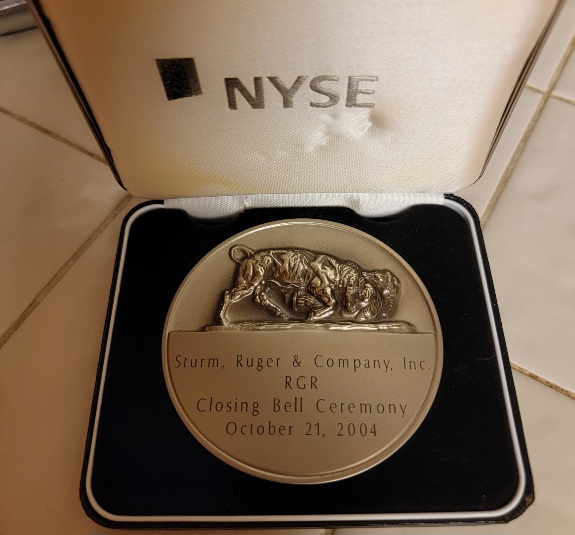 NYSE
Sturm, Ruger & Company, Inc.
RGR
Closing Bell Ceremony
October 21, 2004